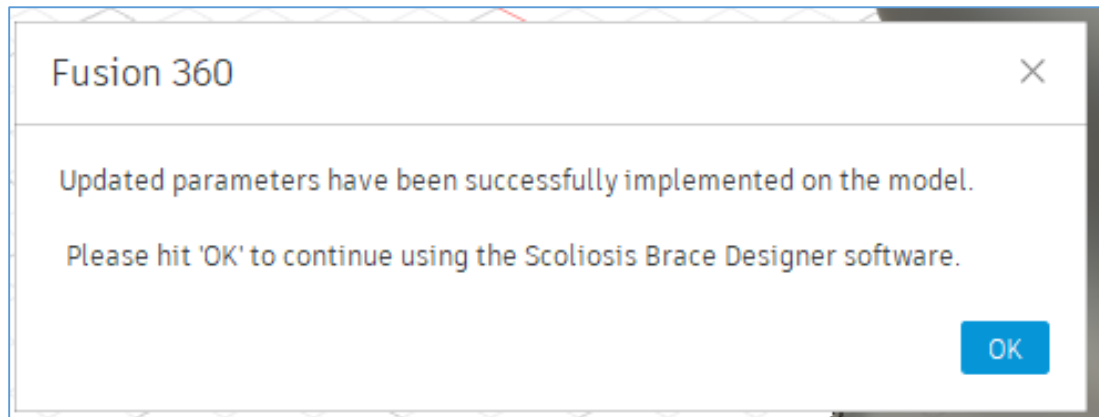 Fusion 360
Updated parameters have been successfully implemented on the model.
Please hit 'OK' to continue using the Scoliosis Brace Designer software.
OK